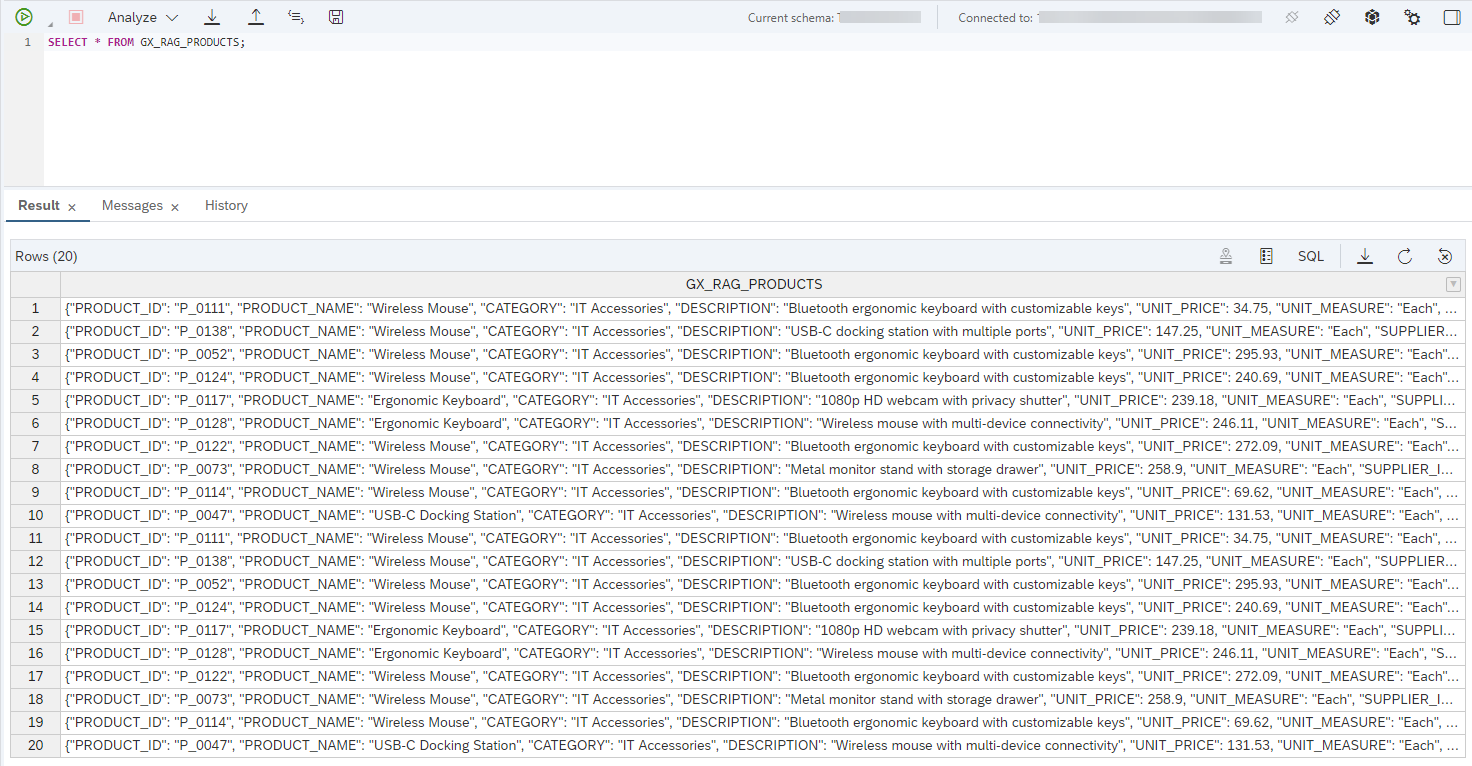 Analyze Current schema: Connected to:
1 SELECT * FROM GX_RAG_PRODUCTS;
Result × Messages × History
Rows (20) SQL
GX_RAG_PRODUCTS
1 {"PRODUCT_ID": "P_0111", "PRODUCT_NAME": "Wireless Mouse", "CATEGORY": "IT Accessories", "DESCRIPTION": "Bluetooth ergonomic keyboard with customizable keys", "UNIT_PRICE": 34.75, "UNIT_MEASURE": "Each", ...
2 {"PRODUCT_ID": "P_0138", "PRODUCT_NAME": "Wireless Mouse", "CATEGORY": "IT Accessories", "DESCRIPTION": "USB-C docking station with multiple ports", "UNIT_PRICE": 147.25, "UNIT_MEASURE": "Each", "SUPPLIER...
3 {"PRODUCT_ID": "P_0052", "PRODUCT_NAME": "Wireless Mouse", "CATEGORY": "IT Accessories", "DESCRIPTION": "Bluetooth ergonomic keyboard with customizable keys", "UNIT_PRICE": 295.93, "UNIT_MEASURE": "Each"...
4 {"PRODUCT_ID": "P_0124", "PRODUCT_NAME": "Wireless Mouse", "CATEGORY": "IT Accessories", "DESCRIPTION": "Bluetooth ergonomic keyboard with customizable keys", "UNIT_PRICE": 240.69, "UNIT_MEASURE": "Each"...
5 {"PRODUCT_ID": "P_0117", "PRODUCT_NAME": "Ergonomic Keyboard", "CATEGORY": "IT Accessories", "DESCRIPTION": "1080p HD webcam with privacy shutter", "UNIT_PRICE": 239.18, "UNIT_MEASURE": "Each", "SUPPLI...
6 {"PRODUCT_ID": "P_0128", "PRODUCT_NAME": "Ergonomic Keyboard", "CATEGORY": "IT Accessories", "DESCRIPTION": "Wireless mouse with multi-device connectivity", "UNIT_PRICE": 246.11, "UNIT_MEASURE": "Each", "S...
7 {"PRODUCT_ID": "P_0122", "PRODUCT_NAME": "Wireless Mouse", "CATEGORY": "IT Accessories", "DESCRIPTION": "Bluetooth ergonomic keyboard with customizable keys", "UNIT_PRICE": 272.09, "UNIT_MEASURE": "Each"...
8 {"PRODUCT_ID": "P_0073", "PRODUCT_NAME": "Wireless Mouse", "CATEGORY": "IT Accessories", "DESCRIPTION": "Metal monitor stand with storage drawer", "UNIT_PRICE": 258.9, "UNIT_MEASURE": "Each", "SUPPLIER_I...
9 {"PRODUCT_ID": "P_0114", "PRODUCT_NAME": "Wireless Mouse", "CATEGORY": "IT Accessories", "DESCRIPTION": "Bluetooth ergonomic keyboard with customizable keys", "UNIT_PRICE": 69.62, "UNIT_MEASURE": "Each", ...
10 {"PRODUCT_ID": "P_0047", "PRODUCT_NAME": "USB-C Docking Station", "CATEGORY": "IT Accessories", "DESCRIPTION": "Wireless mouse with multi-device connectivity", "UNIT_PRICE": 131.53, "UNIT_MEASURE": "Each", ...
11 {"PRODUCT_ID": "P_0111", "PRODUCT_NAME": "Wireless Mouse", "CATEGORY": "IT Accessories", "DESCRIPTION": "Bluetooth ergonomic keyboard with customizable keys", "UNIT_PRICE": 34.75, "UNIT_MEASURE": "Each", ...
12 {"PRODUCT_ID": "P_0138", "PRODUCT_NAME": "Wireless Mouse", "CATEGORY": "IT Accessories", "DESCRIPTION": "USB-C docking station with multiple ports", "UNIT_PRICE": 147.25, "UNIT_MEASURE": "Each", "SUPPLIER...
13 {"PRODUCT_ID": "P_0052", "PRODUCT_NAME": "Wireless Mouse", "CATEGORY": "IT Accessories", "DESCRIPTION": "Bluetooth ergonomic keyboard with customizable keys", "UNIT_PRICE": 295.93, "UNIT_MEASURE": "Each"...
14 {"PRODUCT_ID": "P_0124", "PRODUCT_NAME": "Wireless Mouse", "CATEGORY": "IT Accessories", "DESCRIPTION": "Bluetooth ergonomic keyboard with customizable keys", "UNIT_PRICE": 240.69, "UNIT_MEASURE": "Each"...
15 {"PRODUCT_ID": "P_0117", "PRODUCT_NAME": "Ergonomic Keyboard", "CATEGORY": "IT Accessories", "DESCRIPTION": "1080p HD webcam with privacy shutter", "UNIT_PRICE": 239.18, "UNIT_MEASURE": "Each", "SUPPLI...
16 {"PRODUCT_ID": "P_0128", "PRODUCT_NAME": "Ergonomic Keyboard", "CATEGORY": "IT Accessories", "DESCRIPTION": "Wireless mouse with multi-device connectivity", "UNIT_PRICE": 246.11, "UNIT_MEASURE": "Each", "S...
17 {"PRODUCT_ID": "P_0122", "PRODUCT_NAME": "Wireless Mouse", "CATEGORY": "IT Accessories", "DESCRIPTION": "Bluetooth ergonomic keyboard with customizable keys", "UNIT_PRICE": 272.09, "UNIT_MEASURE": "Each"...
18 {"PRODUCT_ID": "P_0073", "PRODUCT_NAME": "Wireless Mouse", "CATEGORY": "IT Accessories", "DESCRIPTION": "Metal monitor stand with storage drawer", "UNIT_PRICE": 258.9, "UNIT_MEASURE": "Each", "SUPPLIER_I...
19 {"PRODUCT_ID": "P_0114", "PRODUCT_NAME": "Wireless Mouse", "CATEGORY": "IT Accessories", "DESCRIPTION": "Bluetooth ergonomic keyboard with customizable keys", "UNIT_PRICE": 69.62, "UNIT_MEASURE": "Each", ...
20 {"PRODUCT_ID": "P_0047", "PRODUCT_NAME": "USB-C Docking Station", "CATEGORY": "IT Accessories", "DESCRIPTION": "Wireless mouse with multi-device connectivity", "UNIT_PRICE": 131.53, "UNIT_MEASURE": "Each", ...